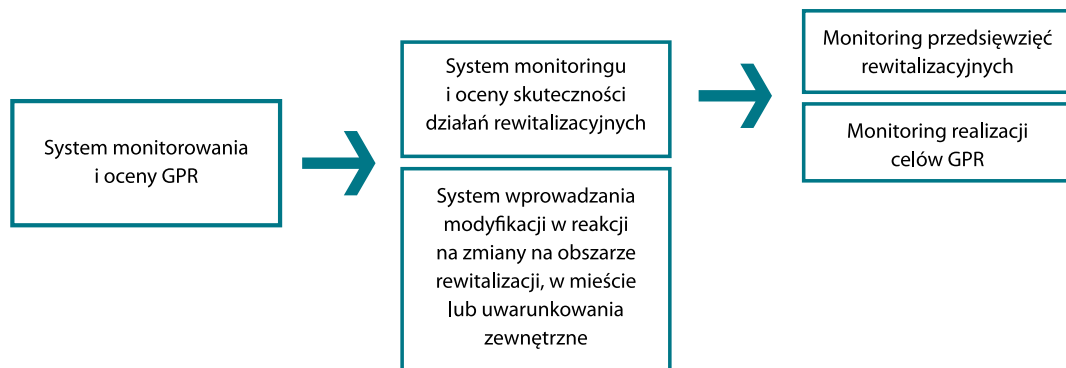 System monitorowania
i oceny GPR
System monitoringu
i oceny skuteczności
działań rewitalizacyjnych
System wprowadzania
modyfikacji w reakcji
na zmiany na obszarze
rewitalizacji, w mieście
lub uwarunkowania
zewnętrzne
Monitoring przedsięwzięć
rewitalizacyjnych
Monitoring realizacji
celów GPR